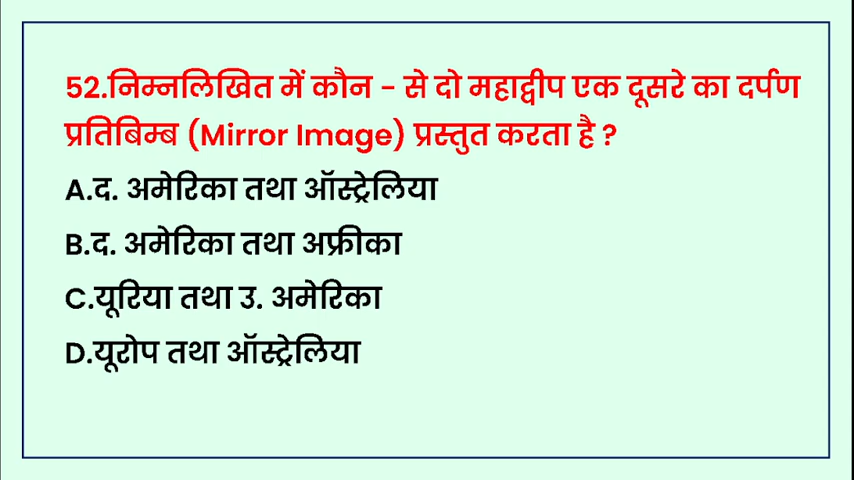 52.निम्नलिखित में कौन - से दो महाद्वीप एक दूसरे का दर्पण
प्रतिबिम्ब (Mirror Image) प्रस्तुत करता है ?
A.द. अमेरिका तथा ऑस्ट्रेलिया
B.द. अमेरिका तथा अफ्रीका
C.यूरिया तथा उ. अमेरिका
D.यूरोप तथा ऑस्ट्रेलिया